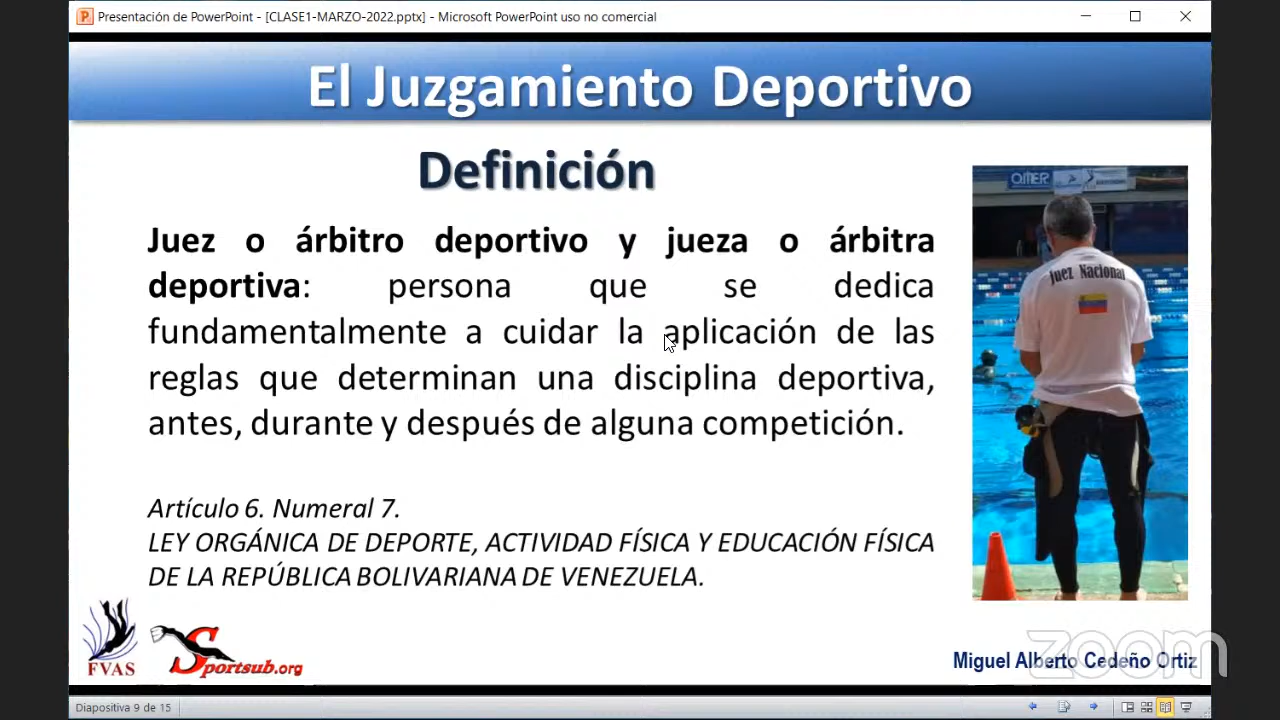 Presentación de PowerPoint - [CLASE1-MARZO-2022.pptx] - Microsoft PowerPoint uso no comercial
El Juzgamiento Deportivo
Definición
Juez o árbitro deportivo y jueza o árbitra
deportiva: persona que se dedica
fundamentalmente a cuidar la aplicación de las
reglas que determinan una disciplina deportiva,
antes, durante y después de alguna competición.
Artículo 6. Numeral 7.
LEY ORGÁNICA DE DEPORTE, ACTIVIDAD FÍSICA Y EDUCACIÓN FÍSICA
DE LA REPÚBLICA BOLIVARIANA DE VENEZUELA.
OMER
Juez Nacional
FVAS
Sportsub.org
Miguel Alberto Cedeño Ortiz
zoom
Diapositiva 9 de 15